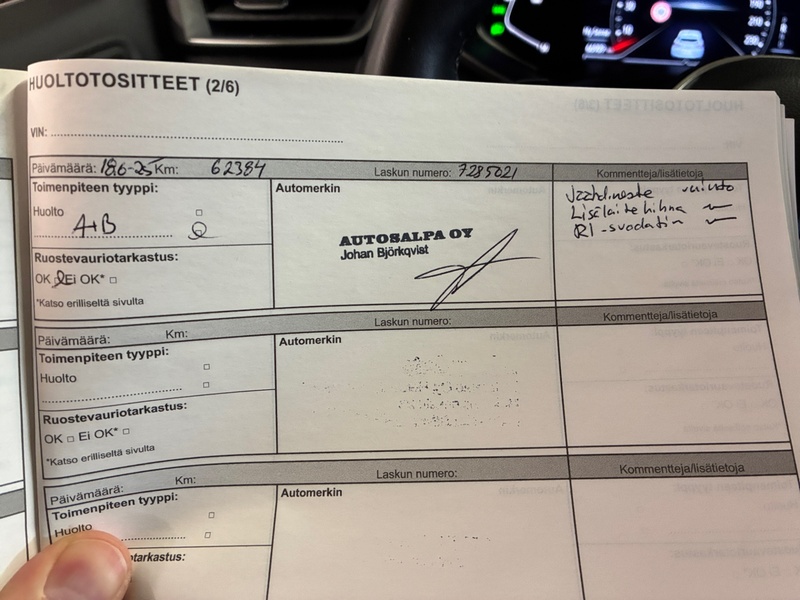 HUOLTOTOSITTEET (2/6)
VIN:
Päivämäärä: 18.6-25 Km: 62384 Laskun numero: 7285021 Kommentteja/lisätietoja
Toimenpiteen tyyppi:
Huolto
A+B
Ruostevauriotarkastus:
OK Ei OK*
*Katso erilliseltä sivulta
Automerkin
AUTOSALPA OY
Johan Björkqvist
Jäähdineste vaihto
Lisälaitehihna
RI-suodatin
Päivämäärä: Km: Laskun numero: Kommentteja/lisätietoja
Toimenpiteen tyyppi:
Huolto
Ruostevauriotarkastus:
OK Ei OK*
*Katso erilliseltä sivulta
Automerkin
Päivämäärä: Km: Laskun numero: Kommentteja/lisätietoja
Toimenpiteen tyyppi:
Huolto
otarkastus:
Automerkin